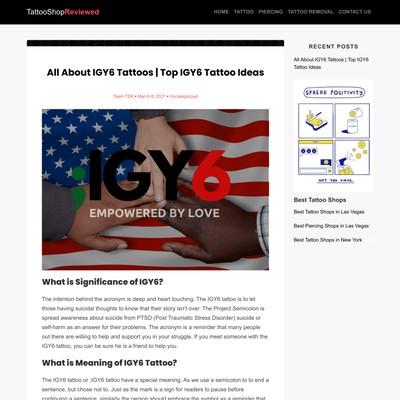 TattooShopReviewed
HOME TATTOO PIERCING TATTOO REMOVAL CONTACT US
All About IGY6 Tattoos | Top IGY6 Tattoo Ideas
Team TSR • March 8, 2021 • Uncategorized
;IGY6
EMPOWERED BY LOVE
What is Significance of IGY6?
The intention behind the acronym is deep and heart touching. The IGY6 tattoo is to let
those having suicidal thoughts to know that their story isn't over. The Project Semicolon is
spread awareness about suicide from PTSD (Post Traumatic Stress Disorder) suicide or
self-harm as an answer for their problems. The acronym is a reminder that many people
out there are willing to help and support you in your struggle. If you meet someone with the
IGY6 tattoo, you can be sure he is a friend to help you.
What is Meaning of IGY6 Tattoo?
The IGY6 tattoo or ;IGY6 tattoo have a special meaning. As we use a semicolon to to end a
sentence, but chose not to. Just as the mark is a sign for readers to pause before
continuing a sentence, similarly the person should embrace the symbol as a reminder that
RECENT POSTS
All About IGY6 Tattoos | Top IGY6
Tattoo Ideas
SPREAD POSITIVITY
Best Tattoo Shops
Best Tattoo Shops in Las Vegas
Best Piercing Shops in Las Vegas
Best Tattoo Shops in New York